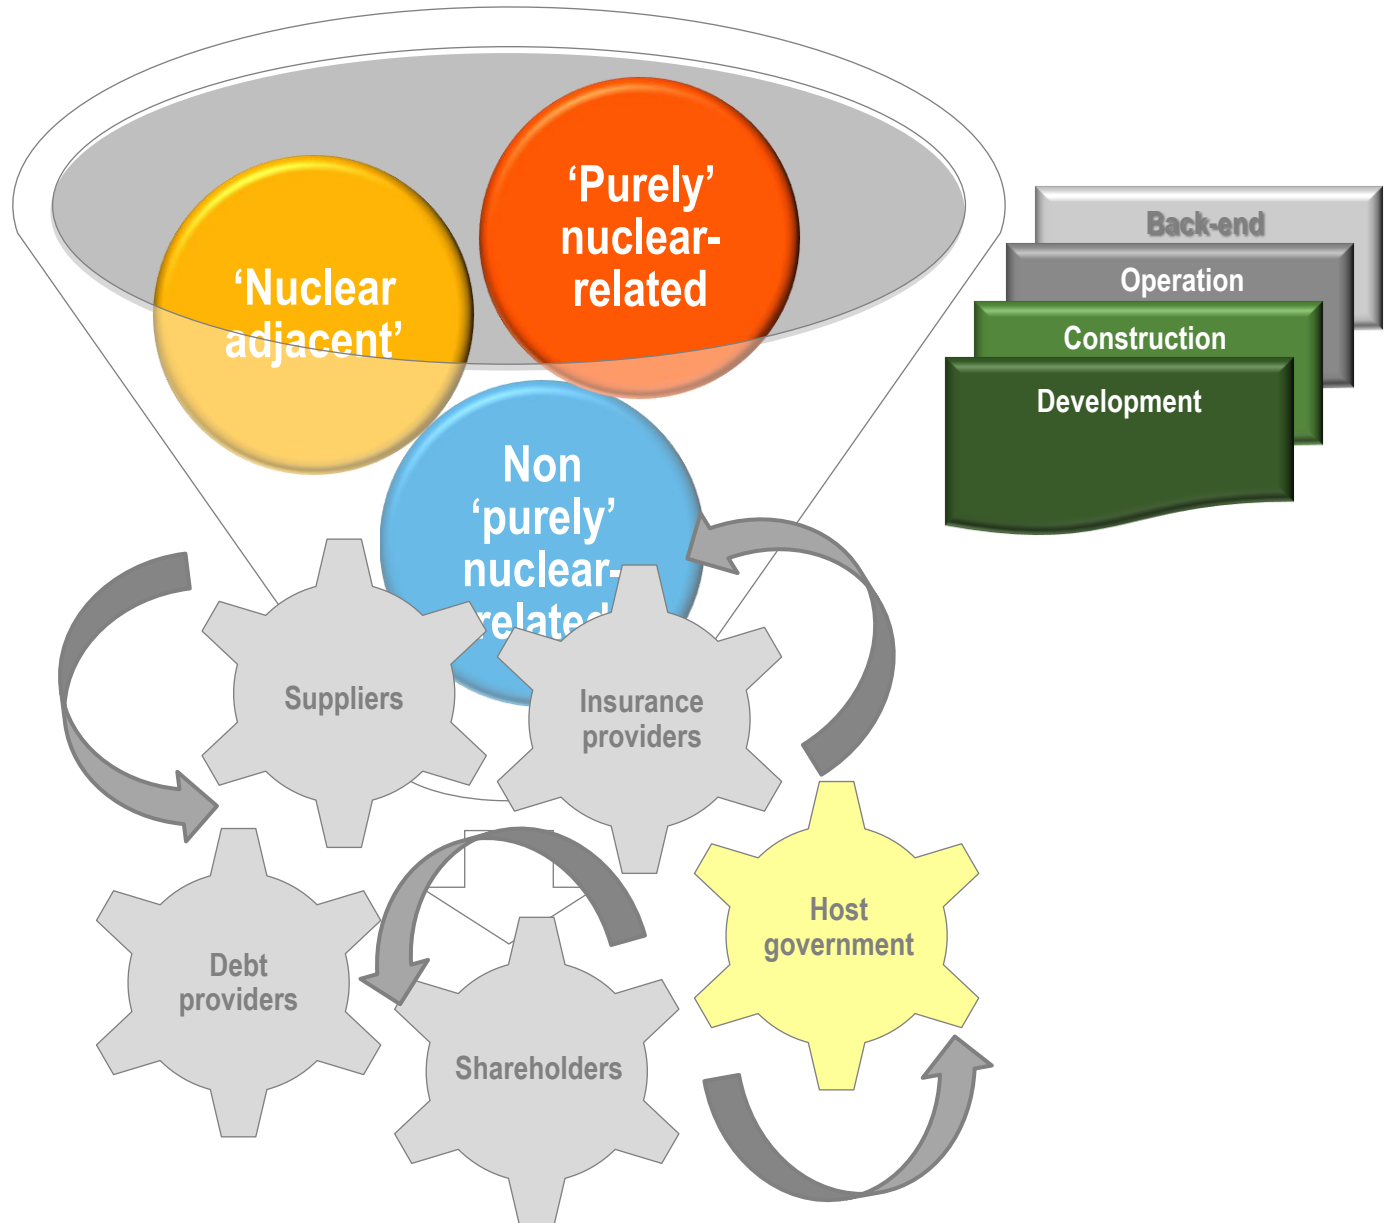 ‘Purely’
nuclear-
related
‘Nuclear
adjacent’
Non
‘purely’
nuclear-
related
Back-end
Operation
Construction
Development
Suppliers
Insurance
providers
Host
government
Debt
providers
Shareholders